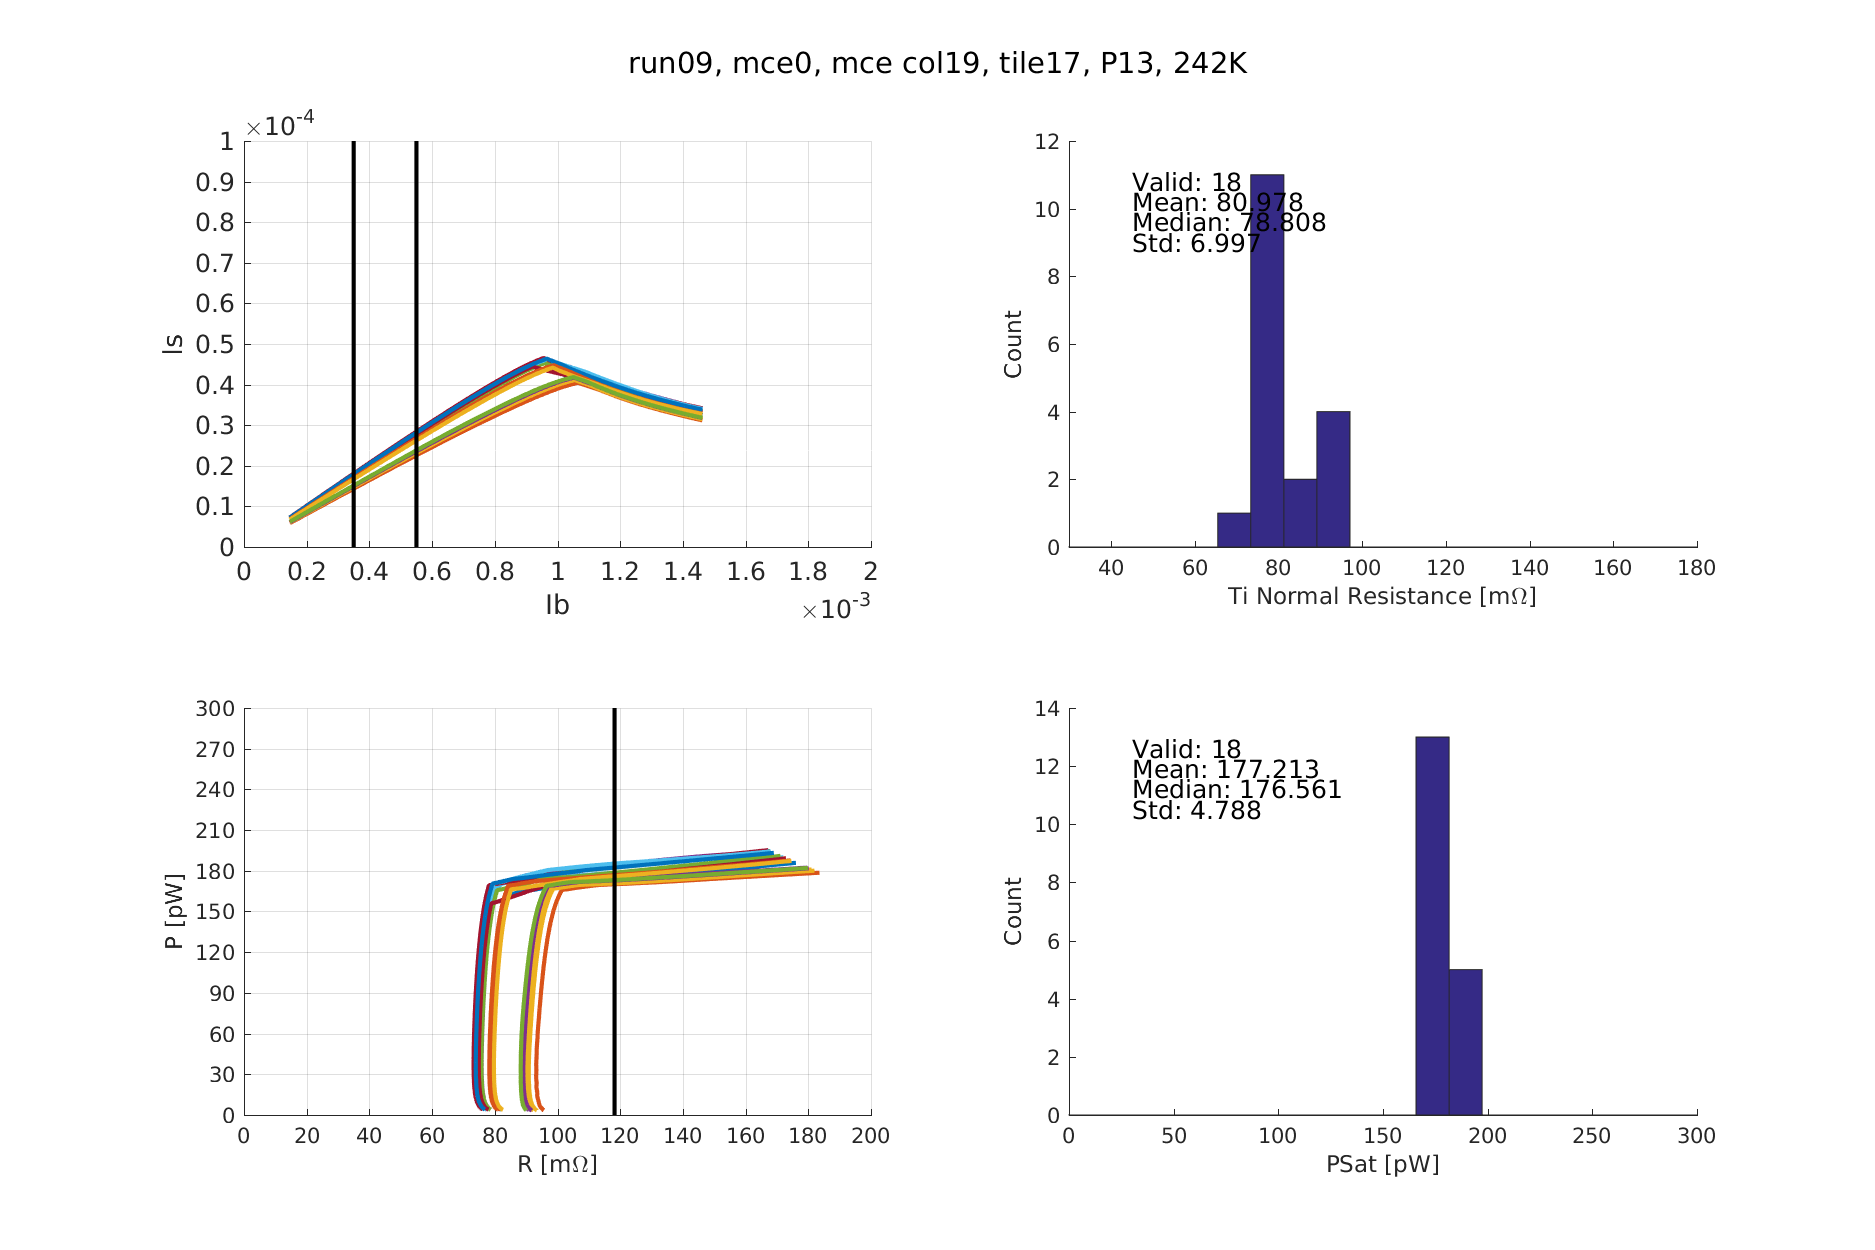 run09, mce0, mce col19, tile17, P13, 242K
×10-4
1
0.9
0.8
0.7
0.6
0.5
0.4
0.3
0.2
0.1
0
Is
0 0.2 0.4 0.6 0.8 1 1.2 1.4 1.6 1.8 2
Ib
×10-3
12
10
8
6
4
2
0
Count
Valid: 18
Mean: 80.978
Median: 78.808
Std: 6.997
40 60 80 100 120 140 160 180
Ti Normal Resistance [mΩ]
300
270
240
210
180
150
120
90
60
30
0
P [pW]
0 20 40 60 80 100 120 140 160 180 200
R [mΩ]
14
12
10
8
6
4
2
0
Count
Valid: 18
Mean: 177.213
Median: 176.561
Std: 4.788
0 50 100 150 200 250 300
PSat [pW]